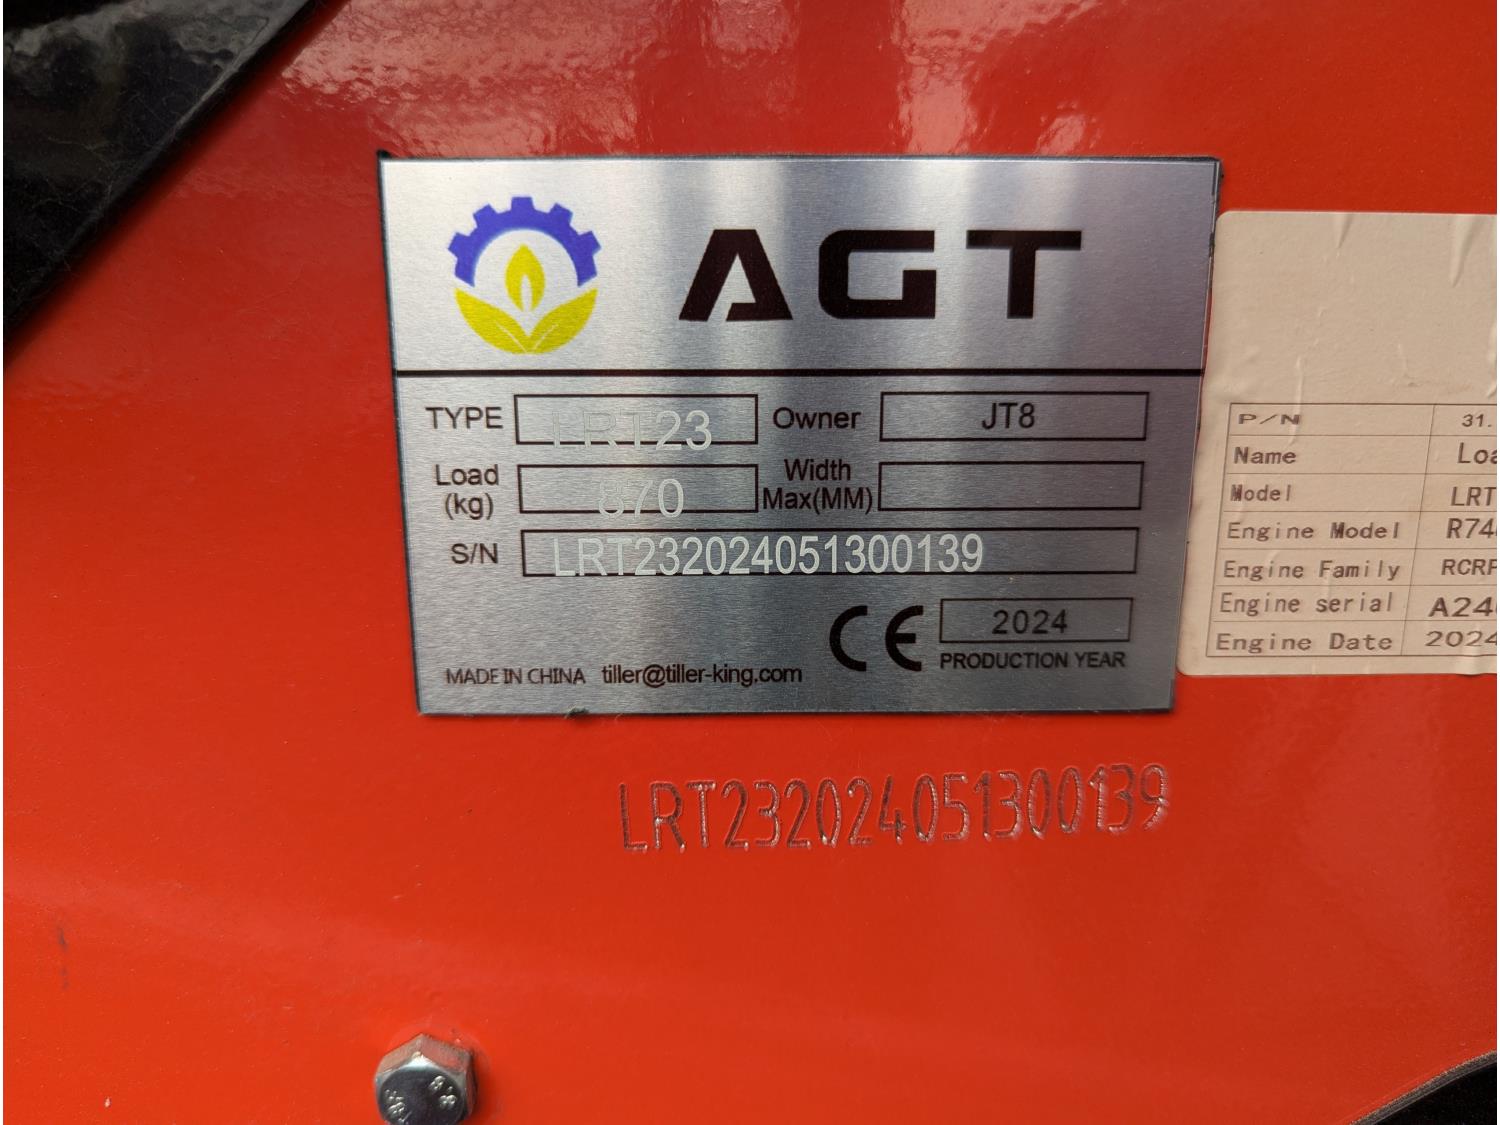 AGT
TYPE LRT23 Owner JT8
Load (kg) 870 Width Max(MM)
S/N LRT232024051300139
CE 2024
PRODUCTION YEAR
MADE IN CHINA tiller@tiller-king.com
LRT232024051300139
P/N 31.
Name Loa
Model LRT
Engine Model R74
Engine Family RCRP
Engine serial A24
Engine Date 2024
8.8